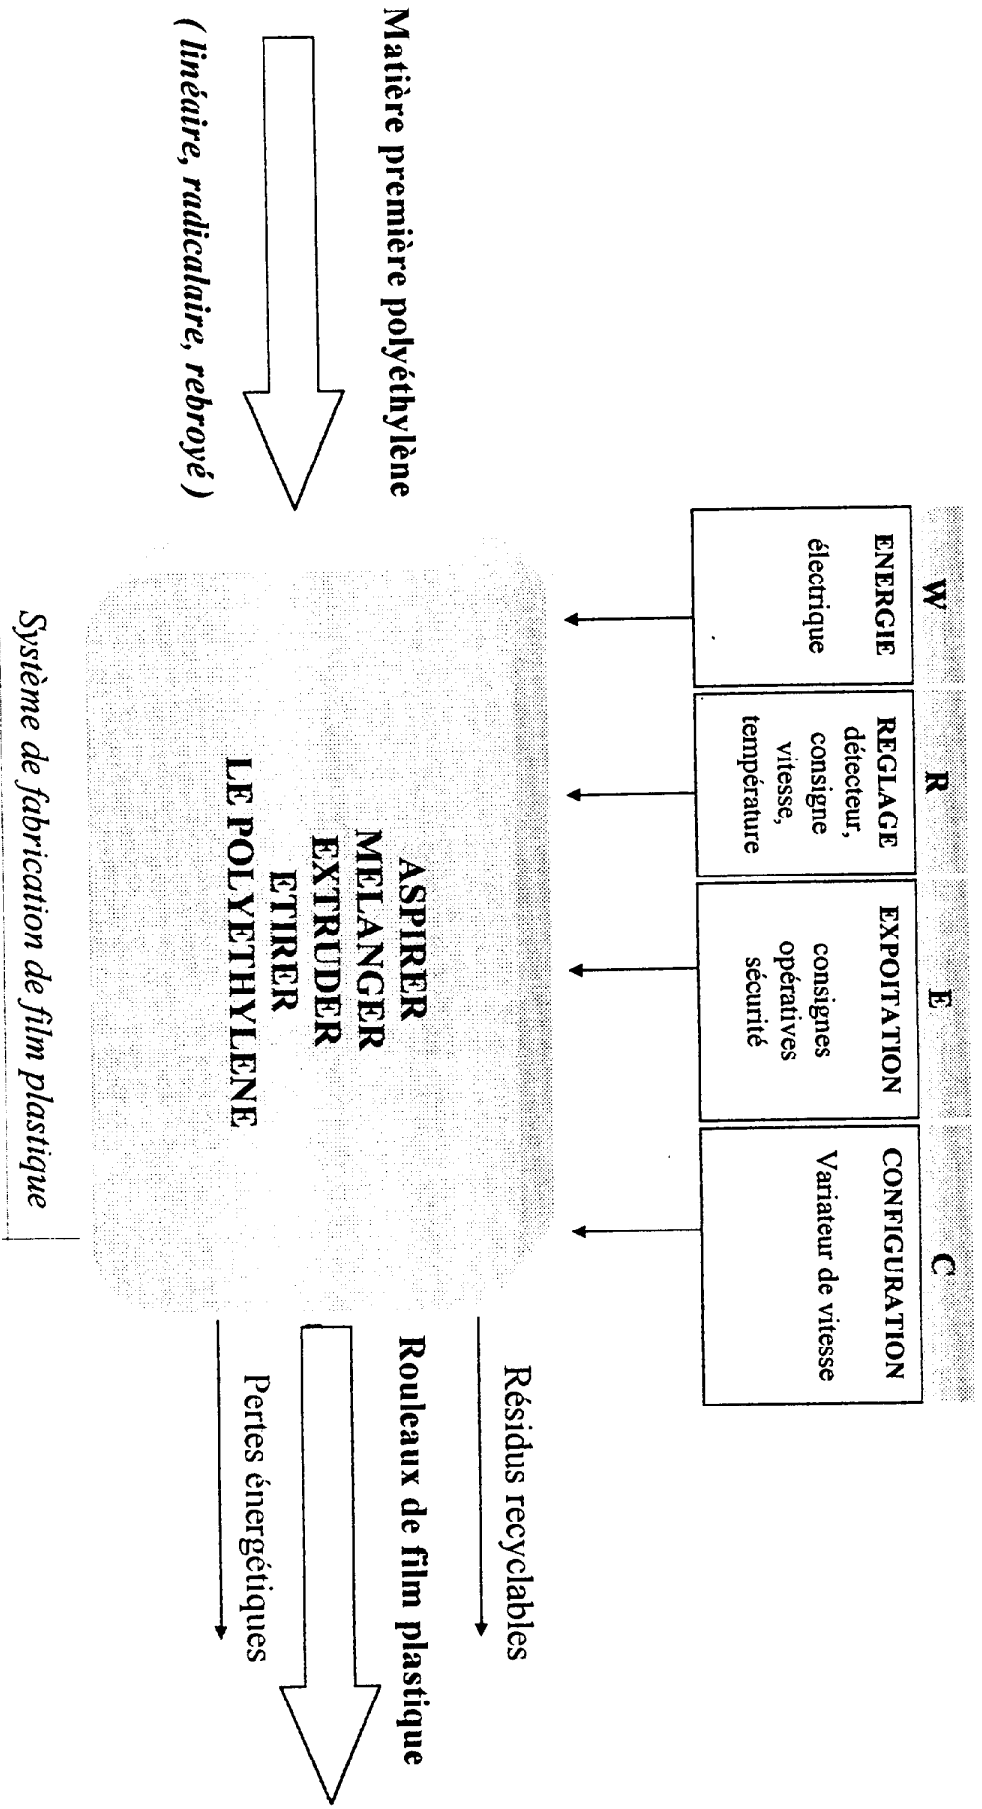 W
R
E
C
ENERGIE
électrique
REGLAGE
détecteur,
consigne
vitesse,
température
EXPOITATION
consignes
opératives
sécurité
CONFIGURATION
Variateur de vitesse
Matière première polyéthylène
( linéaire, radicalaire, rebroyé )
ASPIRER
MELANGER
EXTRUDER
ETIRER
LE POLYETHYLENE
Résidus recyclables
Rouleaux de film plastique
Pertes énergétiques
Système de fabrication de film plastique